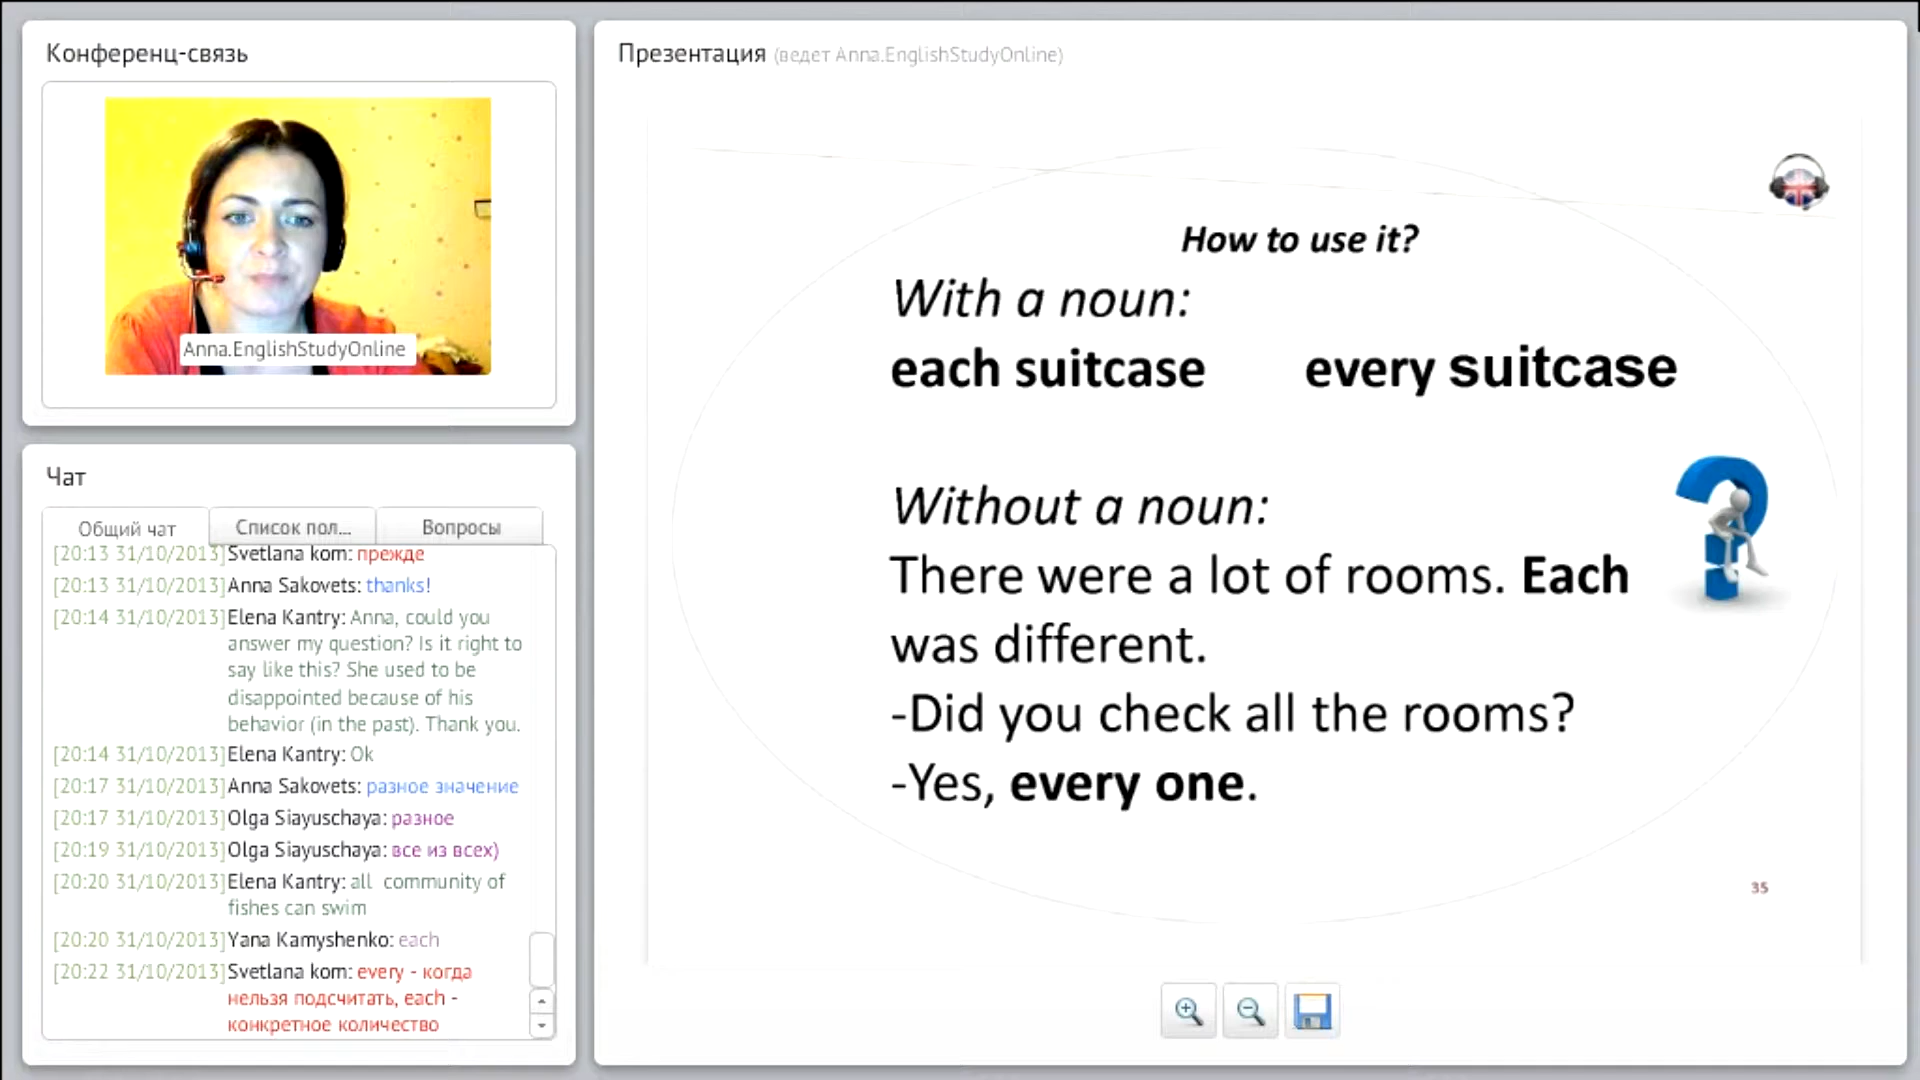 Конференц-связь
Anna.EnglishStudyOnline
Чат
Общий чат
Список пол...
Вопросы
[20:13 31/10/2013] Svetlana kom: прежде
[20:13 31/10/2013] Anna Sakovets: thanks!
[20:14 31/10/2013] Elena Kantry: Anna, could you
answer my question? Is it right to
say like this? She used to be
disappointed because of his
behavior (in the past). Thank you.
[20:14 31/10/2013] Elena Kantry: Ok
[20:17 31/10/2013] Anna Sakovets: разное значение
[20:17 31/10/2013] Olga Siayuschaya: разное
[20:19 31/10/2013] Olga Siayuschaya: все из всех)
[20:20 31/10/2013] Elena Kantry: all community of
fishes can swim
[20:20 31/10/2013] Yana Kamyshenko: each
[20:22 31/10/2013] Svetlana kom: every - когда
нельзя подсчитать, each -
конкретное количество
Презентация (ведет Anna.EnglishStudyOnline)
How to use it?
With a noun:
each suitcase every suitcase
Without a noun:
There were a lot of rooms. Each
was different.
-Did you check all the rooms?
-Yes, every one.
35